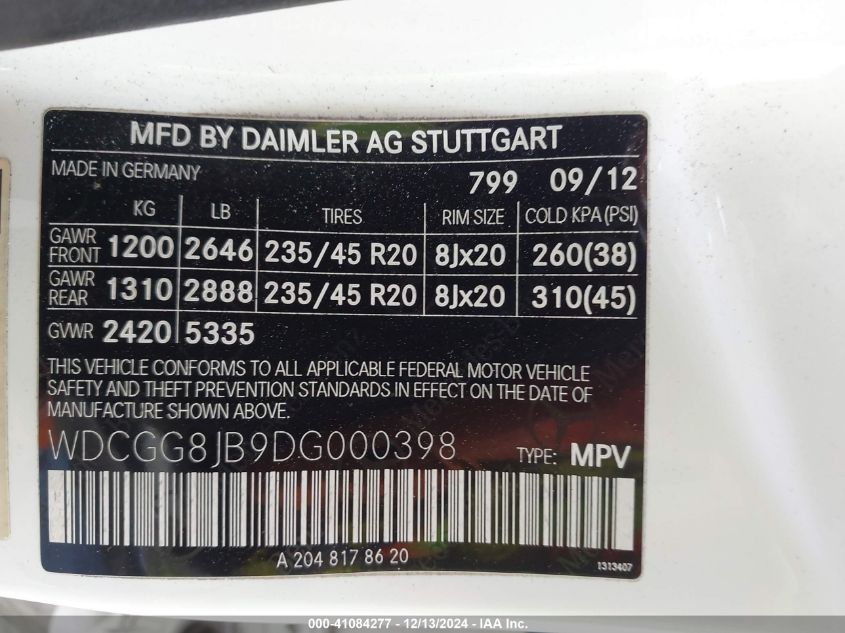 MFD BY DAIMLER AG STUTTGART
MADE IN GERMANY 799 09/12
KG LB TIRES RIM SIZE COLD KPA (PSI)
GAWR FRONT 1200 2646 235/45 R20 8Jx20 260(38)
GAWR REAR 1310 2888 235/45 R20 8Jx20 310(45)
GVWR 2420 5335
THIS VEHICLE CONFORMS TO ALL APPLICABLE FEDERAL MOTOR VEHICLE
SAFETY AND THEFT PREVENTION STANDARDS IN EFFECT ON THE DATE OF
MANUFACTURE SHOWN ABOVE.
WDCGG8JB9DG000398 TYPE: MPV
A 204 817 86 20
1313407
000-41084277 - 12/13/2024 - IAA Inc.